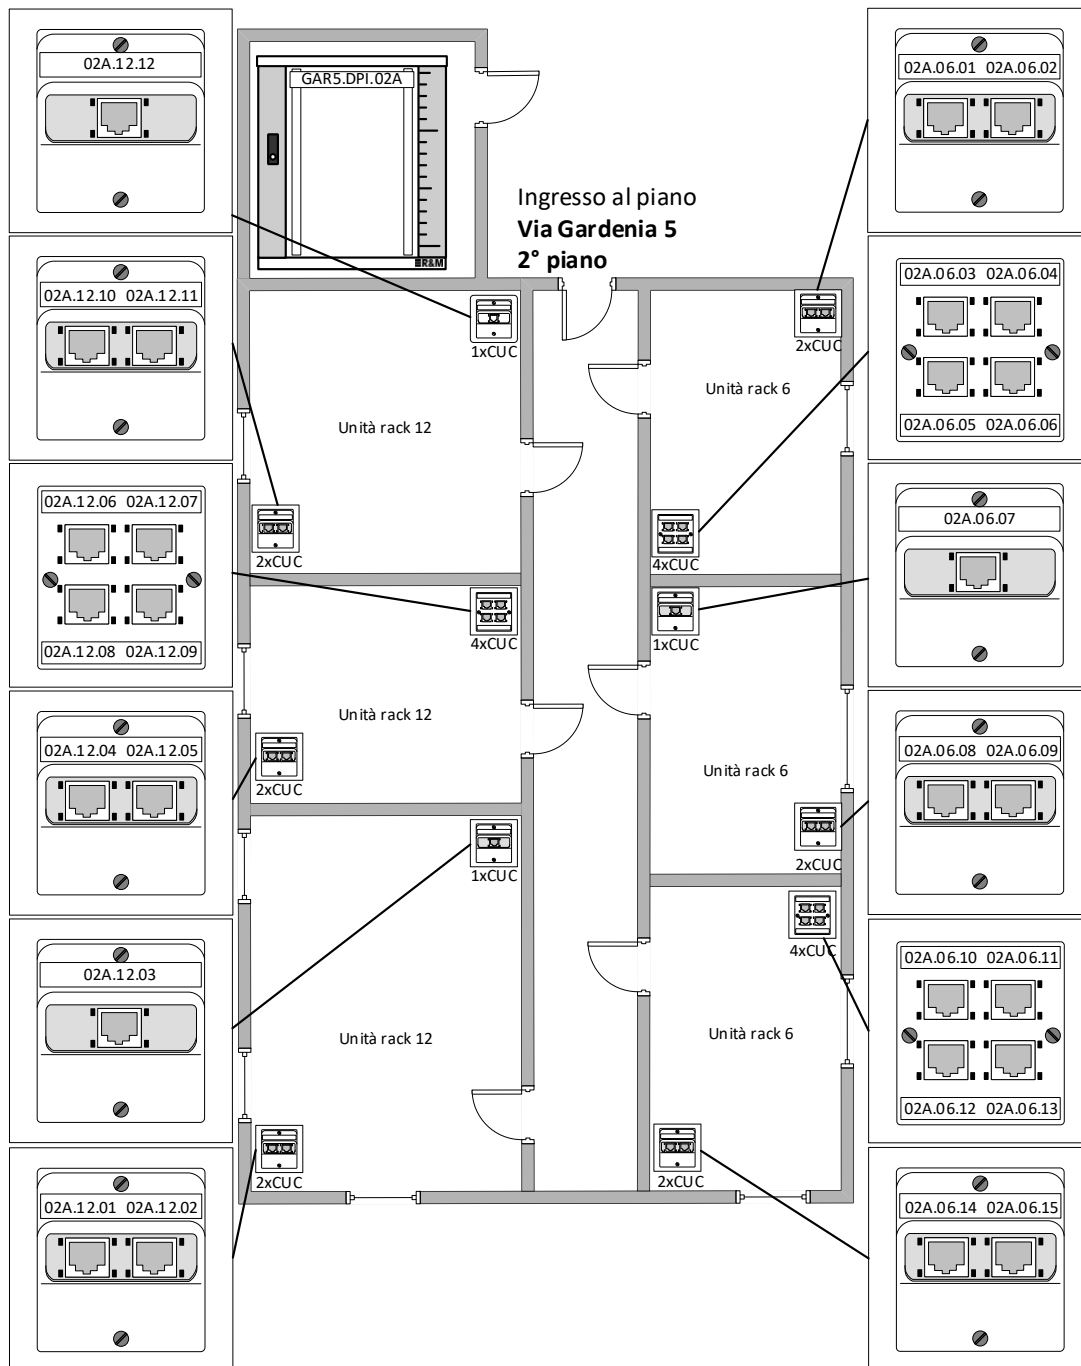 02A.12.12
02A.12.10 02A.12.11
02A.12.06 02A.12.07
02A.12.08 02A.12.09
02A.12.04 02A.12.05
02A.12.03
02A.12.01 02A.12.02
GAR5.DPI.02A
R&M
Ingresso al piano
Via Gardenia 5
2° piano
1xCUC
Unità rack 12
2xCUC
4xCUC
Unità rack 12
2xCUC
1xCUC
Unità rack 12
2xCUC
2xCUC
Unità rack 6
4xCUC
1xCUC
Unità rack 6
2xCUC
4xCUC
Unità rack 6
2xCUC
02A.06.01 02A.06.02
02A.06.03 02A.06.04
02A.06.05 02A.06.06
02A.06.07
02A.06.08 02A.06.09
02A.06.10 02A.06.11
02A.06.12 02A.06.13
02A.06.14 02A.06.15